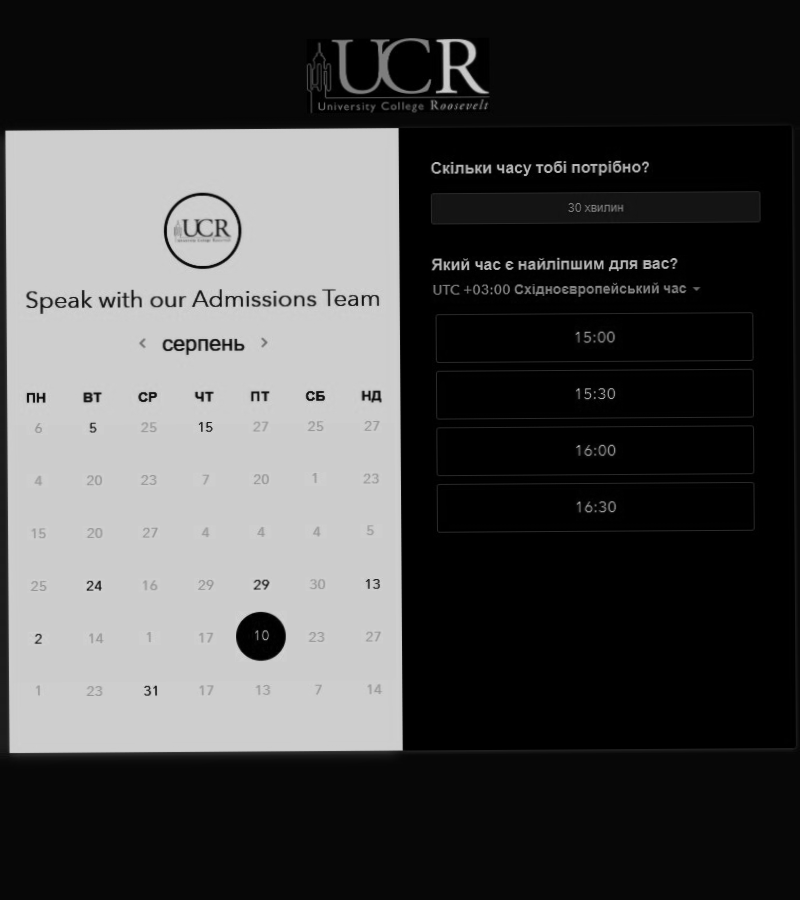 UCR
University College Roosevelt
UCR
University College Roosevelt
Speak with our Admissions Team
серпень
ПН ВТ СР ЧТ ПТ СБ НД
6 5 25 15 27 25 27
4 20 23 7 20 1 23
15 20 27 4 4 4 5
25 24 16 29 29 30 13
2 14 1 17 10 23 27
1 23 31 17 13 7 14
Скільки часу тобі потрібно?
30 хвилин
Який час є найліпшим для вас?
UTC +03:00 Східноєвропейський час
15:00
15:30
16:00
16:30